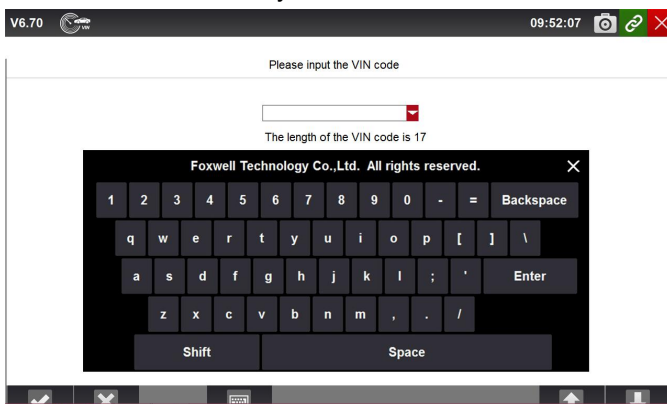 V6.70 VIN 09:52:07
Please input the VIN code
The length of the VIN code is 17
Foxwell Technology Co.,Ltd. All rights reserved.
1 2 3 4 5 6 7 8 9 0 - = Backspace
q w e r t y u i o p [ ] \
a s d f g h j k l ; ' Enter
z x c v b n m , . /
Shift Space